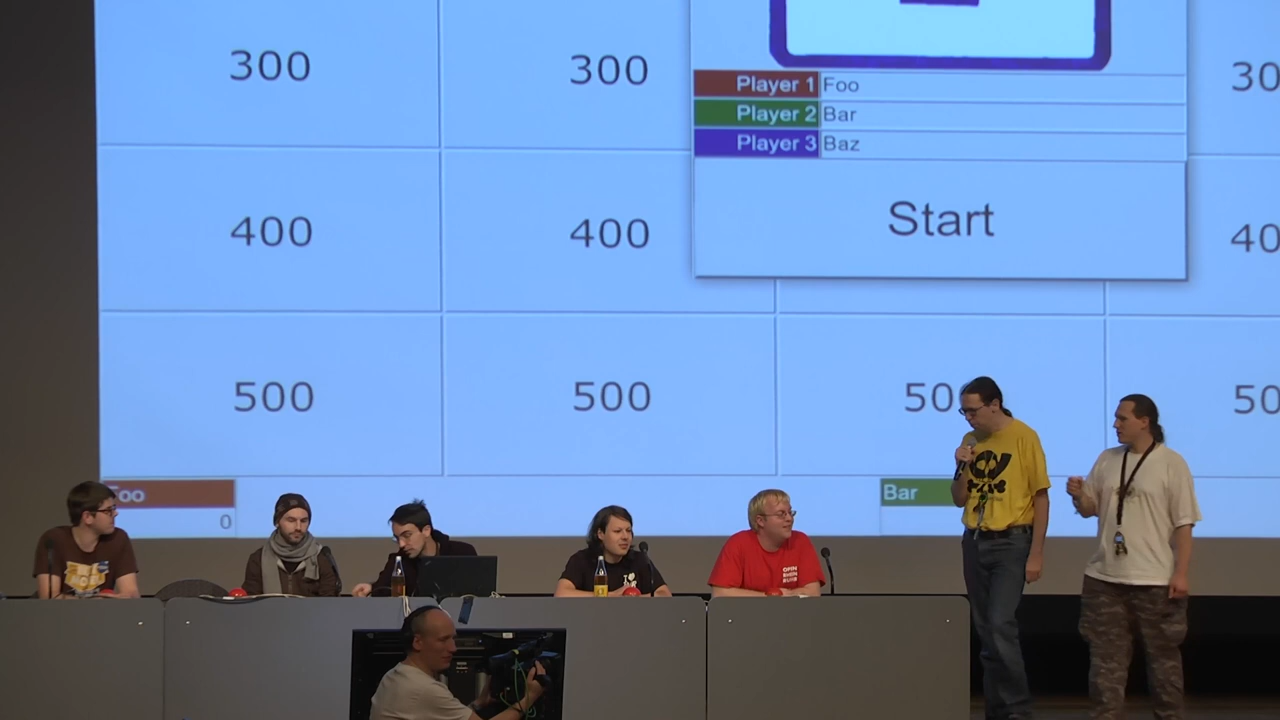 300 300 30
Player 1 Foo
Player 2 Bar
Player 3 Baz
400 400 40
Start
500 500 50 50
Foo Bar
0
OPEN